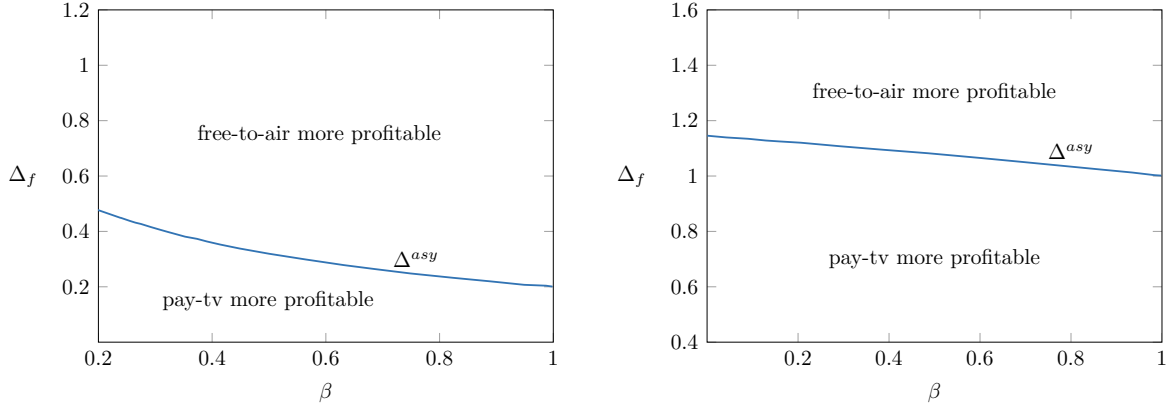 1.2
1
0.8
0.6
0.4
0.2
Δ_f
free-to-air more profitable
Δ^{asy}
pay-tv more profitable
0.2 0.4 0.6 0.8 1
β
1.6
1.4
1.2
1
0.8
0.6
0.4
Δ_f
free-to-air more profitable
Δ^{asy}
pay-tv more profitable
0.2 0.4 0.6 0.8 1
β